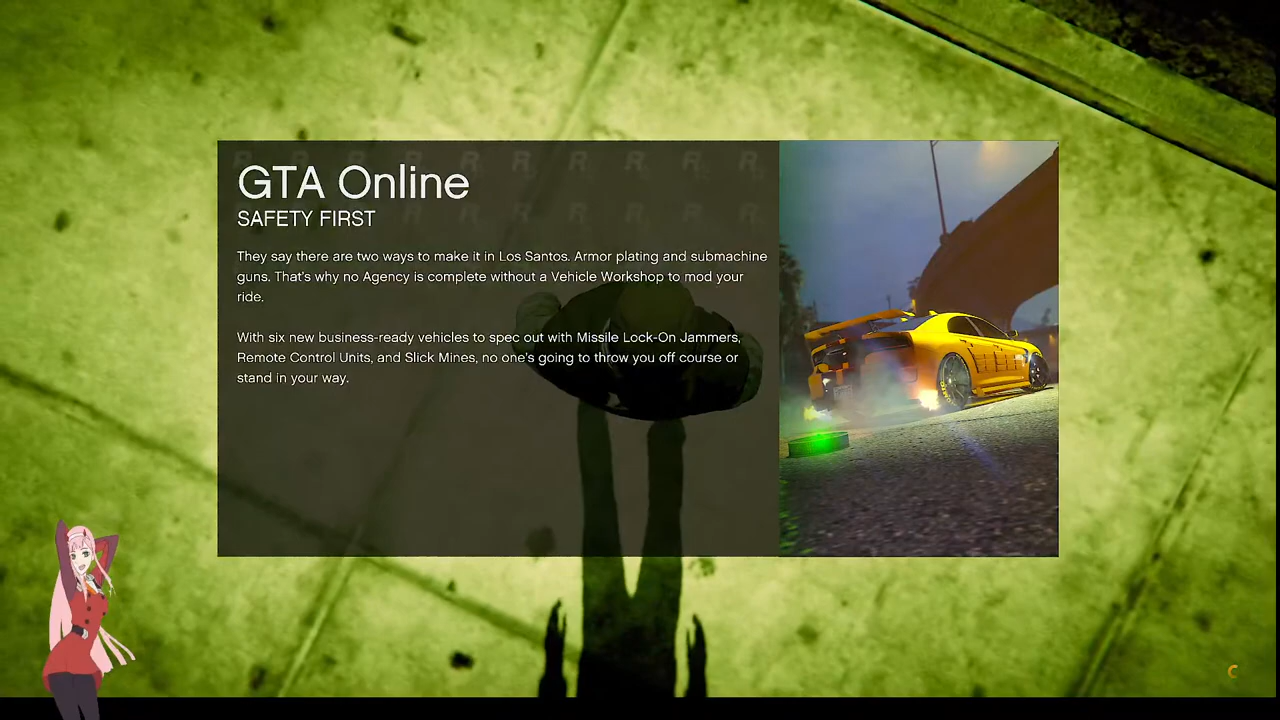 GTA Online
SAFETY FIRST
They say there are two ways to make it in Los Santos. Armor plating and submachine
guns. That's why no Agency is complete without a Vehicle Workshop to mod your
ride.
With six new business-ready vehicles to spec out with Missile Lock-On Jammers,
Remote Control Units, and Slick Mines, no one's going to throw you off course or
stand in your way.